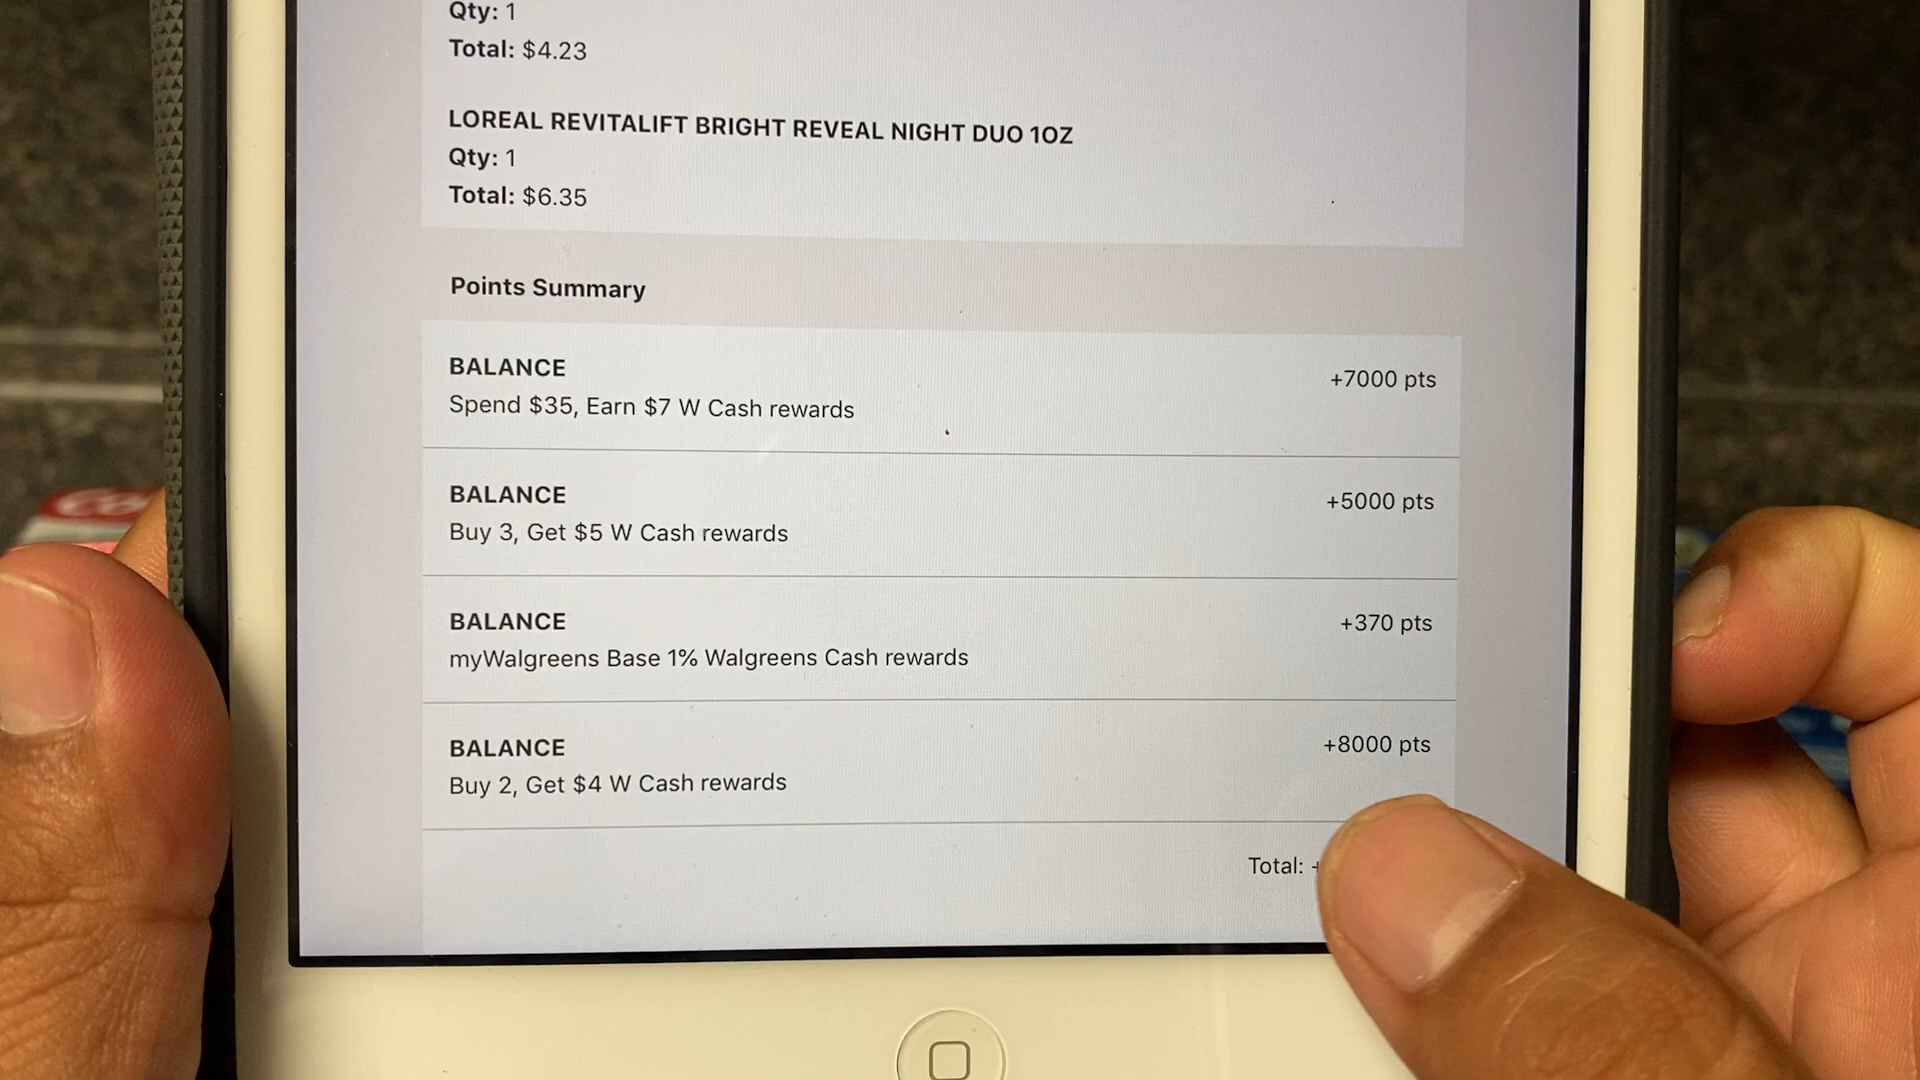 Qty: 1
Total: $4.23
LOREAL REVITALIFT BRIGHT REVEAL NIGHT DUO 1OZ
Qty: 1
Total: $6.35
Points Summary
BALANCE
+7000 pts
Spend $35, Earn $7 W Cash rewards
BALANCE
+5000 pts
Buy 3, Get $5 W Cash rewards
BALANCE
+370 pts
myWalgreens Base 1% Walgreens Cash rewards
BALANCE
+8000 pts
Buy 2, Get $4 W Cash rewards
Total: +